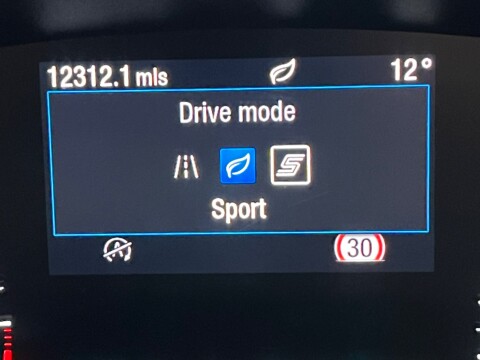 12312.1 mls 12°
Drive mode
S
Sport
A 30